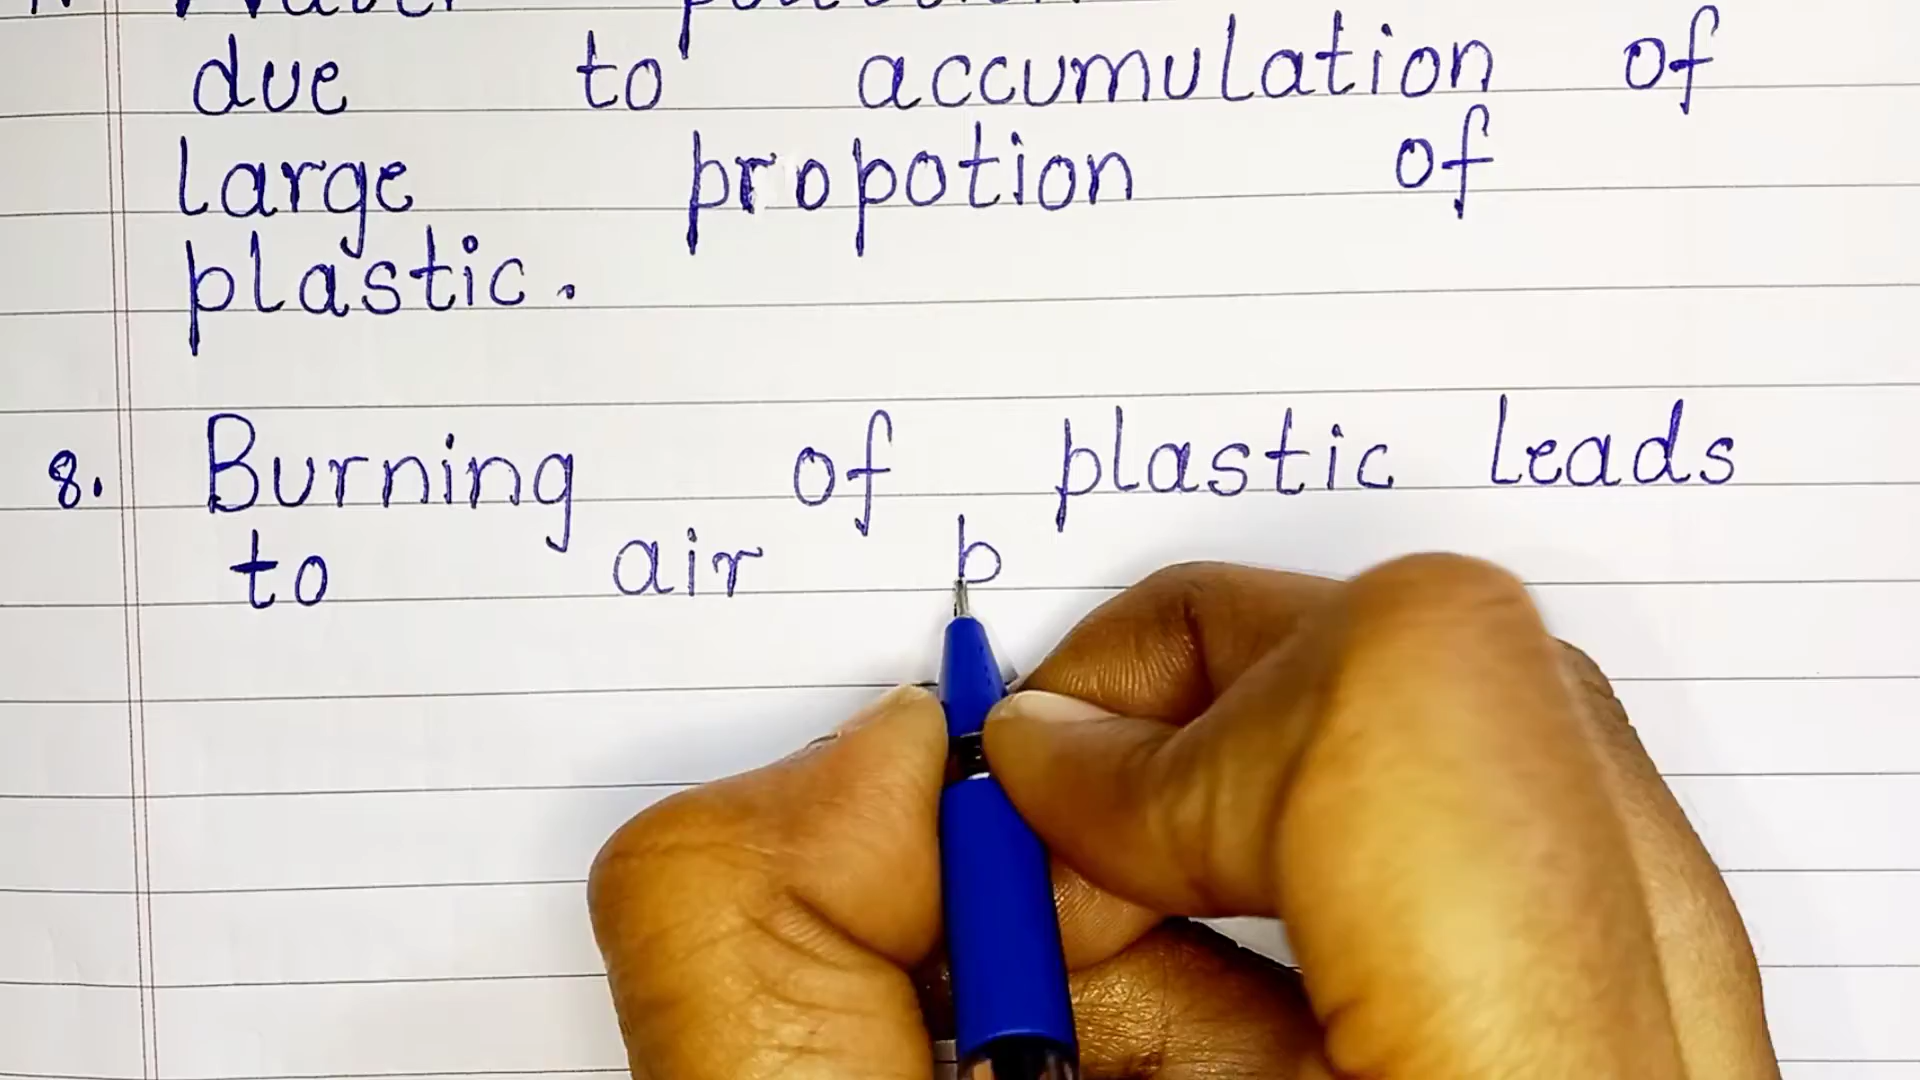 due to accumulation of
large propotion of
plastic.
8. Burning of plastic leads
to air p